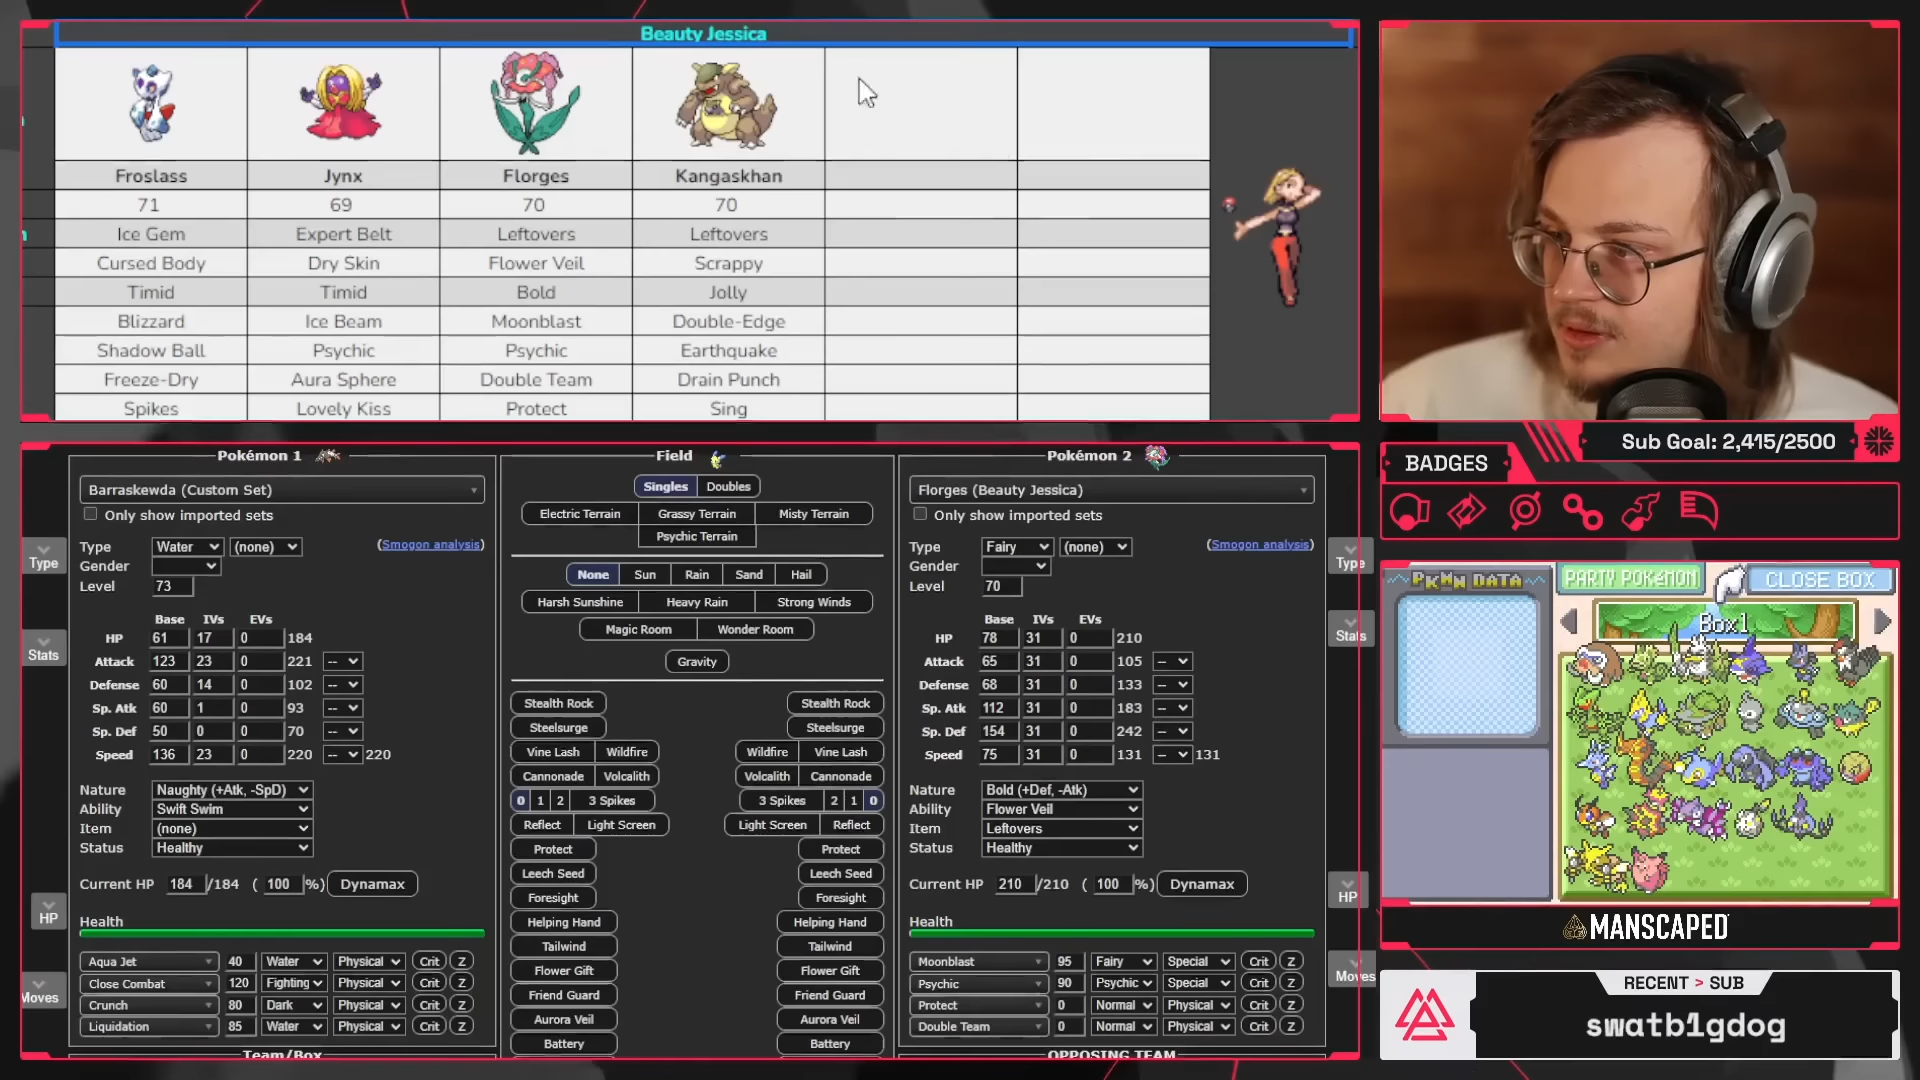 Beauty Jessica
Froslass Jynx Florges Kangaskhan
71 69 70 70
Ice Gem Expert Belt Leftovers Leftovers
Cursed Body Dry Skin Flower Veil Scrappy
Timid Timid Bold Jolly
Blizzard Ice Beam Moonblast Double-Edge
Shadow Ball Psychic Psychic Earthquake
Freeze-Dry Aura Sphere Double Team Drain Punch
Spikes Lovely Kiss Protect Sing
Sub Goal: 2,415/2500
BADGES
Pokémon 1
Barraskewda (Custom Set)
Only show imported sets
Type Water (none) (Smogon analysis)
Gender
Level 73
Base IVs EVs
HP 61 17 0 184
Attack 123 23 0 221 --
Defense 60 14 0 102 --
Sp. Atk 60 1 0 93 --
Sp. Def 50 0 0 70 --
Speed 136 23 0 220 -- 220
Nature Naughty (+Atk, -SpD)
Ability Swift Swim
Item (none)
Status Healthy
Current HP 184 /184 ( 100 %) Dynamax
Health
Aqua Jet 40 Water Physical Crit Z
Close Combat 120 Fighting Physical Crit Z
Crunch 80 Dark Physical Crit Z
Liquidation 85 Water Physical Crit Z
Team/Box
Type
Stats
HP
Moves
Field
Singles Doubles
Electric Terrain Grassy Terrain Misty Terrain
Psychic Terrain
None Sun Rain Sand Hail
Harsh Sunshine Heavy Rain Strong Winds
Magic Room Wonder Room
Gravity
Stealth Rock Stealth Rock
Steelsurge Steelsurge
Vine Lash Wildfire Wildfire Vine Lash
Cannonade Volcalith Volcalith Cannonade
0 1 2 3 Spikes 3 Spikes 2 1 0
Reflect Light Screen Light Screen Reflect
Protect Protect
Leech Seed Leech Seed
Foresight Foresight
Helping Hand Helping Hand
Tailwind Tailwind
Flower Gift Flower Gift
Friend Guard Friend Guard
Aurora Veil Aurora Veil
Battery Battery
Pokémon 2
Florges (Beauty Jessica)
Only show imported sets
Type Fairy (none) (Smogon analysis)
Gender
Level 70
Base IVs EVs
HP 78 31 0 210
Attack 65 31 0 105 --
Defense 68 31 0 133 --
Sp. Atk 112 31 0 183 --
Sp. Def 154 31 0 242 --
Speed 75 31 0 131 -- 131
Nature Bold (+Def, -Atk)
Ability Flower Veil
Item Leftovers
Status Healthy
Current HP 210 /210 ( 100 %) Dynamax
Health
Moonblast 95 Fairy Special Crit Z
Psychic 90 Psychic Special Crit Z
Protect 0 Normal Physical Crit Z
Double Team 0 Normal Physical Crit Z
OPPOSING TEAM
Type
Stats
HP
Moves
PKMN DATA
PARTY POKéMON
CLOSE BOX
Box1
MANSCAPED
RECENT > SUB
swatb1gdog